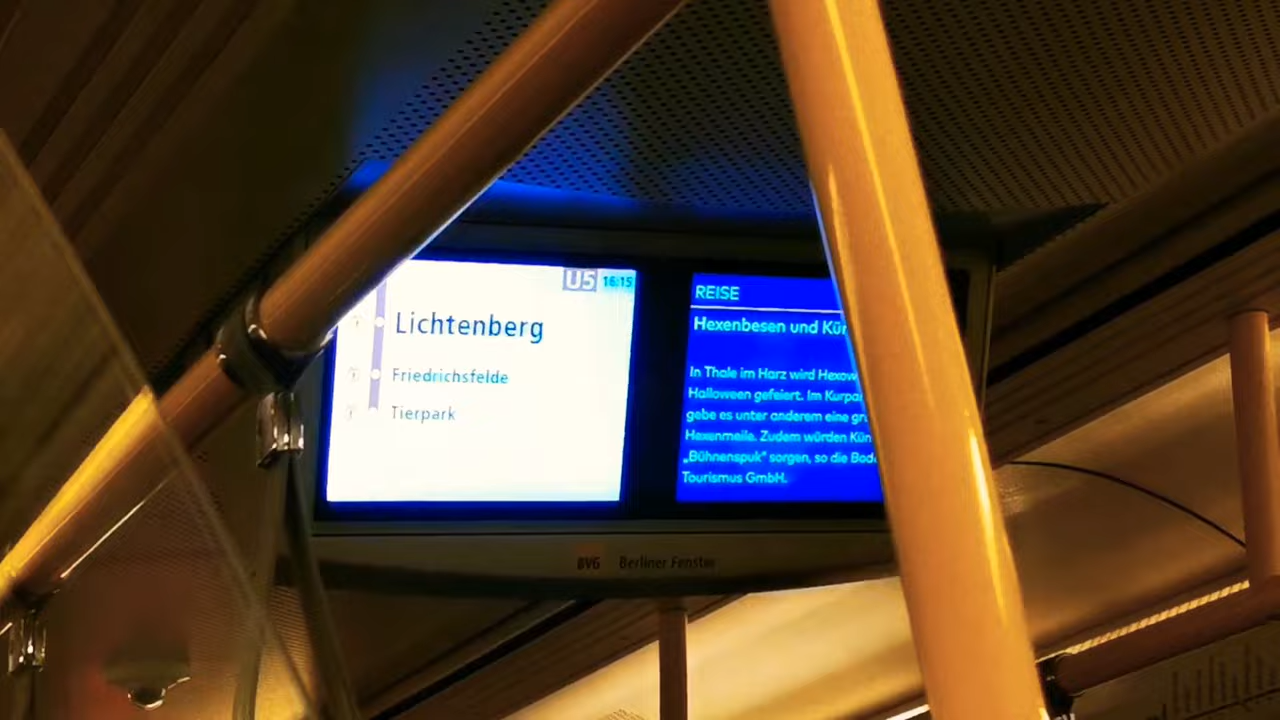 U5 16:15
Lichtenberg
Friedrichsfelde
Tierpark
REISE
Hexenbesen und
In Thale im Harz wird
Halloween gefeiert. Im
gebe es unter anderem eine
Hexenmeile. Zudem würden
„Bühnenspuk" sorgen, so die
Tourismus GmbH.
BVG Berliner Fenster